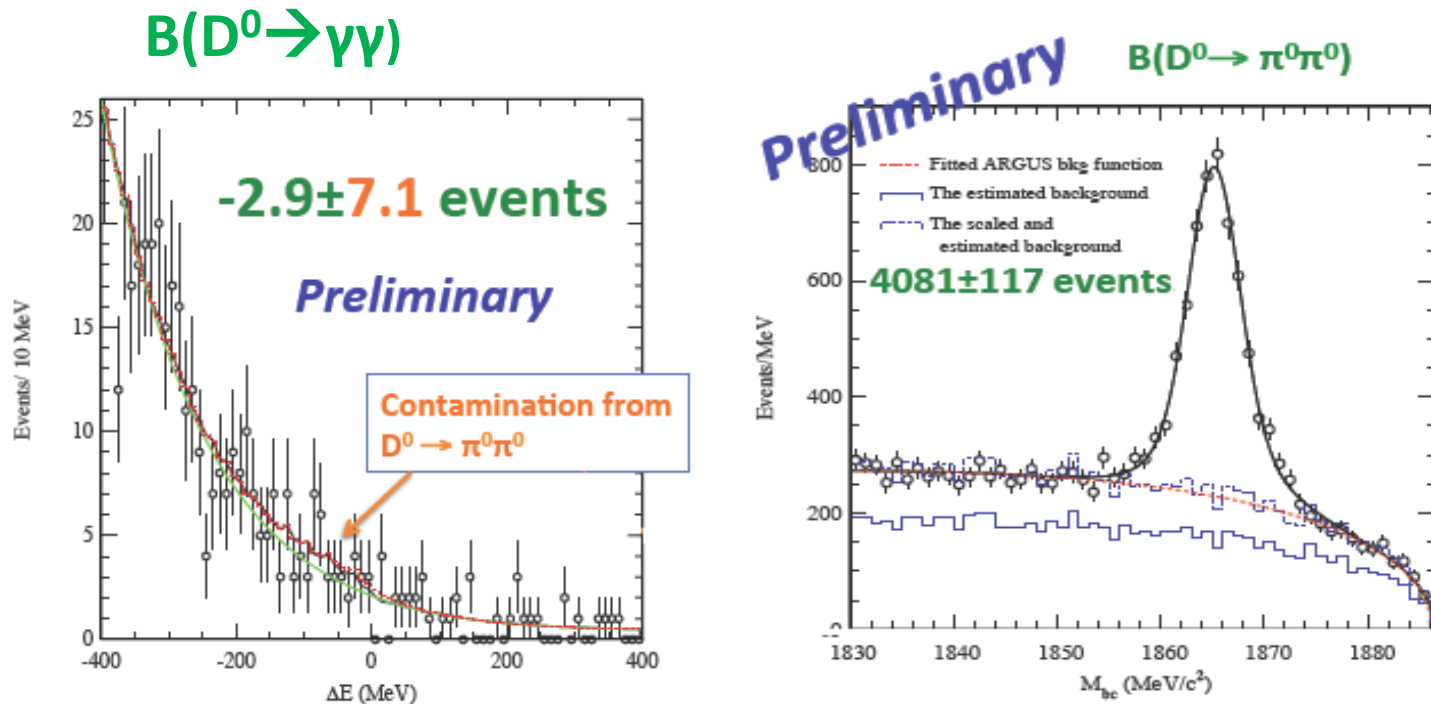 B(D⁰→γγ)
25
20
15
10
5
0
Events/ 10 MeV
-2.9±7.1 events
Preliminary
Contamination from
D⁰ → π⁰π⁰
-400
-200
0
200
400
ΔE (MeV)
Preliminary
B(D⁰→ π⁰π⁰)
800
600
400
200
0
Events/MeV
Fitted ARGUS bkg function
The estimated background
The scaled and
estimated background
4081±117 events
1830
1840
1850
1860
1870
1880
M_bc (MeV/c²)